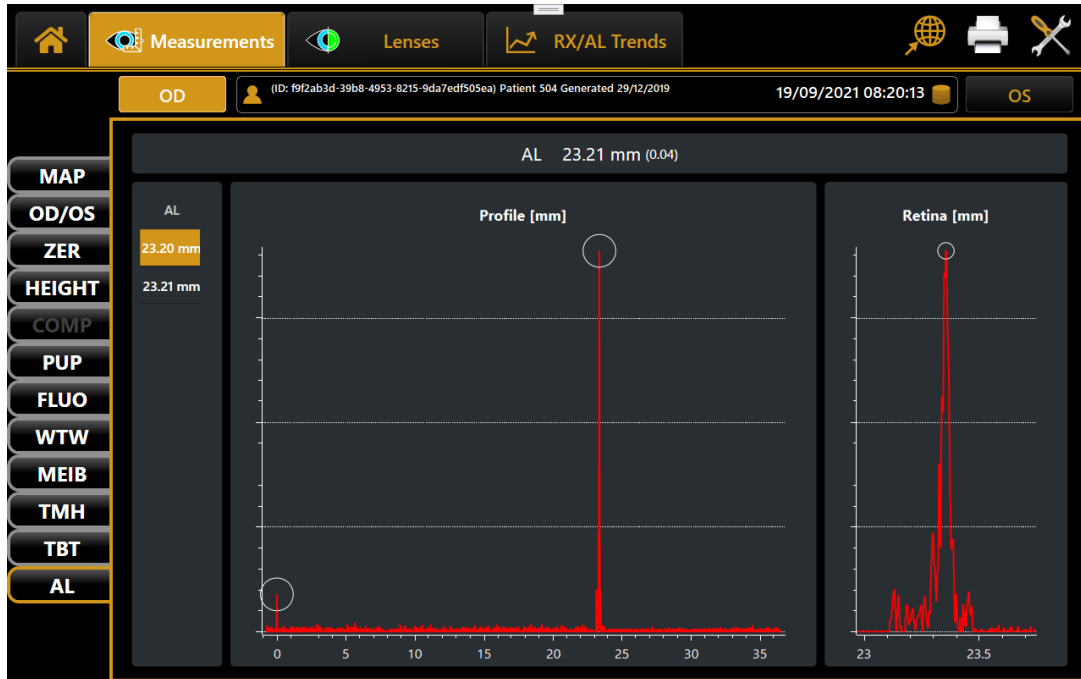 Measurements
Lenses
RX/AL Trends
OD
(ID: f9f2ab3d-39b8-4953-8215-9da7edf505ea) Patient 504 Generated 29/12/2019
19/09/2021 08:20:13
OS
AL 23.21 mm (0.04)
MAP
OD/OS
ZER
HEIGHT
COMP
PUP
FLUO
WTW
MEIB
TMH
TBT
AL
AL
23.20 mm
23.21 mm
Profile [mm]
0 5 10 15 20 25 30 35
Retina [mm]
23 23.5